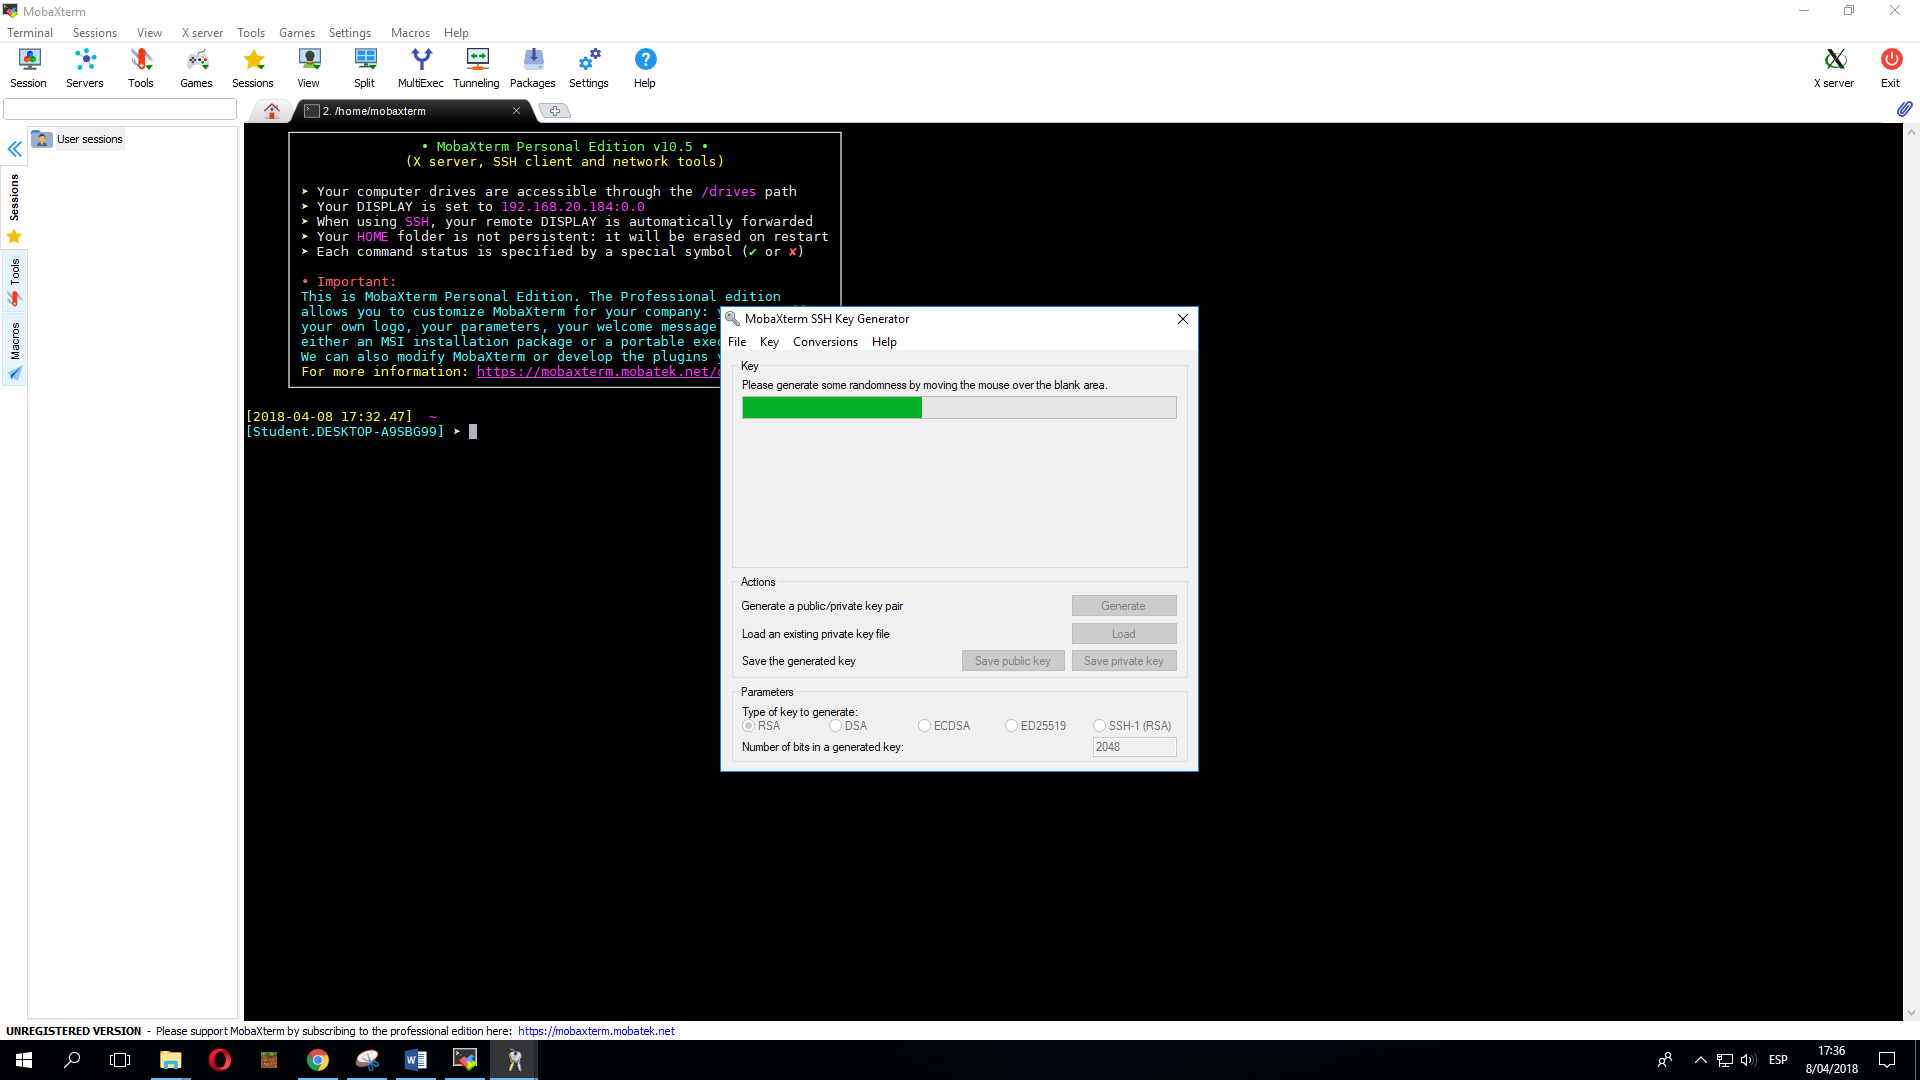 MobaXterm
Terminal Sessions View X server Tools Games Settings Macros Help
Session Servers Tools Games Sessions View Split MultiExec Tunneling Packages Settings Help X server Exit
2. /home/mobaxterm
User sessions
Sessions
Tools
Macros
• MobaXterm Personal Edition v10.5 •
(X server, SSH client and network tools)
➤ Your computer drives are accessible through the /drives path
➤ Your DISPLAY is set to 192.168.20.184:0.0
➤ When using SSH, your remote DISPLAY is automatically forwarded
➤ Your HOME folder is not persistent: it will be erased on restart
➤ Each command status is specified by a special symbol (✔ or ✘)
• Important:
This is MobaXterm Personal Edition. The Professional edition
allows you to customize MobaXterm for your company:
your own logo, your parameters, your welcome message
either an MSI installation package or a portable
We can also modify MobaXterm or develop the plugins
For more information: https://mobaxterm.mobatek.net/
[2018-04-08 17:32.47] ~
[Student.DESKTOP-A9SBG99] ➤
MobaXterm SSH Key Generator
File Key Conversions Help
Key
Please generate some randomness by moving the mouse over the blank area.
Actions
Generate a public/private key pair Generate
Load an existing private key file Load
Save the generated key Save public key Save private key
Parameters
Type of key to generate:
RSA DSA ECDSA ED25519 SSH-1 (RSA)
Number of bits in a generated key: 2048
UNREGISTERED VERSION - Please support MobaXterm by subscribing to the professional edition here: https://mobaxterm.mobatek.net
ESP
17:36
8/04/2018